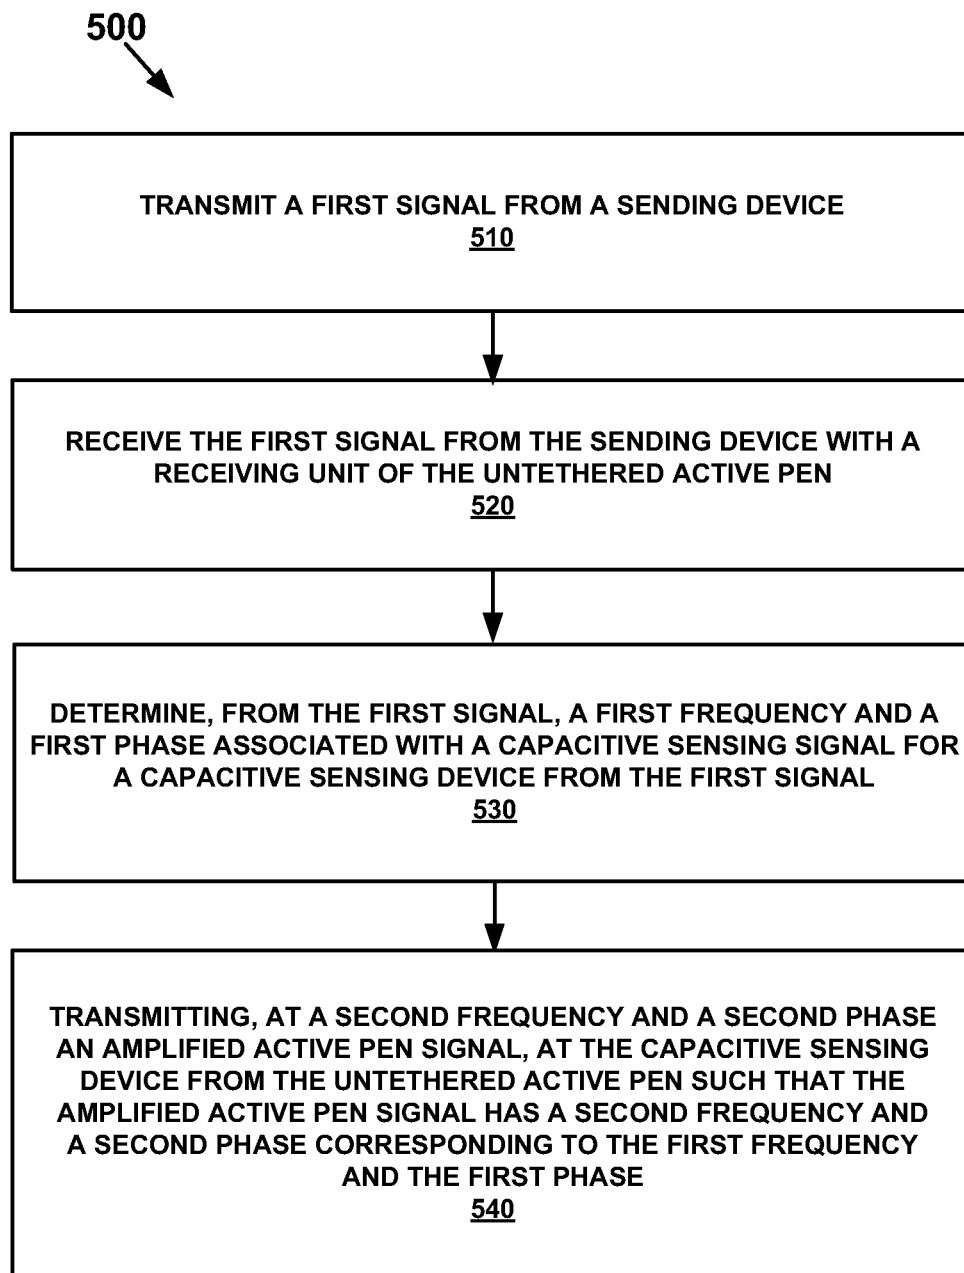 500
TRANSMIT A FIRST SIGNAL FROM A SENDING DEVICE
510
RECEIVE THE FIRST SIGNAL FROM THE SENDING DEVICE WITH A
RECEIVING UNIT OF THE UNTETHERED ACTIVE PEN
520
DETERMINE, FROM THE FIRST SIGNAL, A FIRST FREQUENCY AND A
FIRST PHASE ASSOCIATED WITH A CAPACITIVE SENSING SIGNAL FOR
A CAPACITIVE SENSING DEVICE FROM THE FIRST SIGNAL
530
TRANSMITTING, AT A SECOND FREQUENCY AND A SECOND PHASE
AN AMPLIFIED ACTIVE PEN SIGNAL, AT THE CAPACITIVE SENSING
DEVICE FROM THE UNTETHERED ACTIVE PEN SUCH THAT THE
AMPLIFIED ACTIVE PEN SIGNAL HAS A SECOND FREQUENCY AND
A SECOND PHASE CORRESPONDING TO THE FIRST FREQUENCY
AND THE FIRST PHASE
540